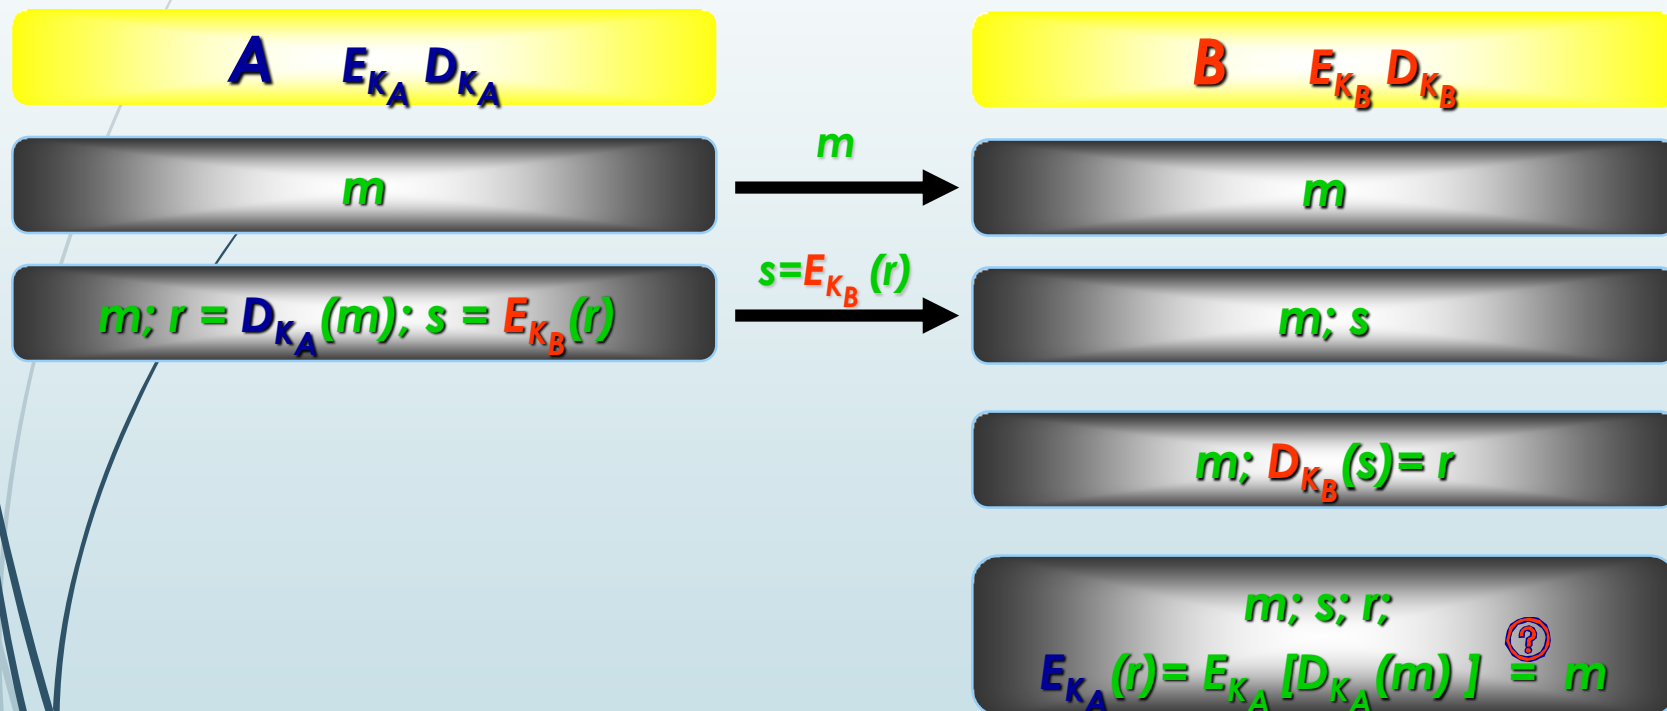 A E_{K_A} D_{K_A}
B E_{K_B} D_{K_B}
m
m
m
m; r = D_{K_A}(m); s = E_{K_B}(r)
s=E_{K_B} (r)
m; s
m; D_{K_B}(s)= r
m; s; r;
?
E_{K_A}(r)= E_{K_A} [D_{K_A}(m) ] = m